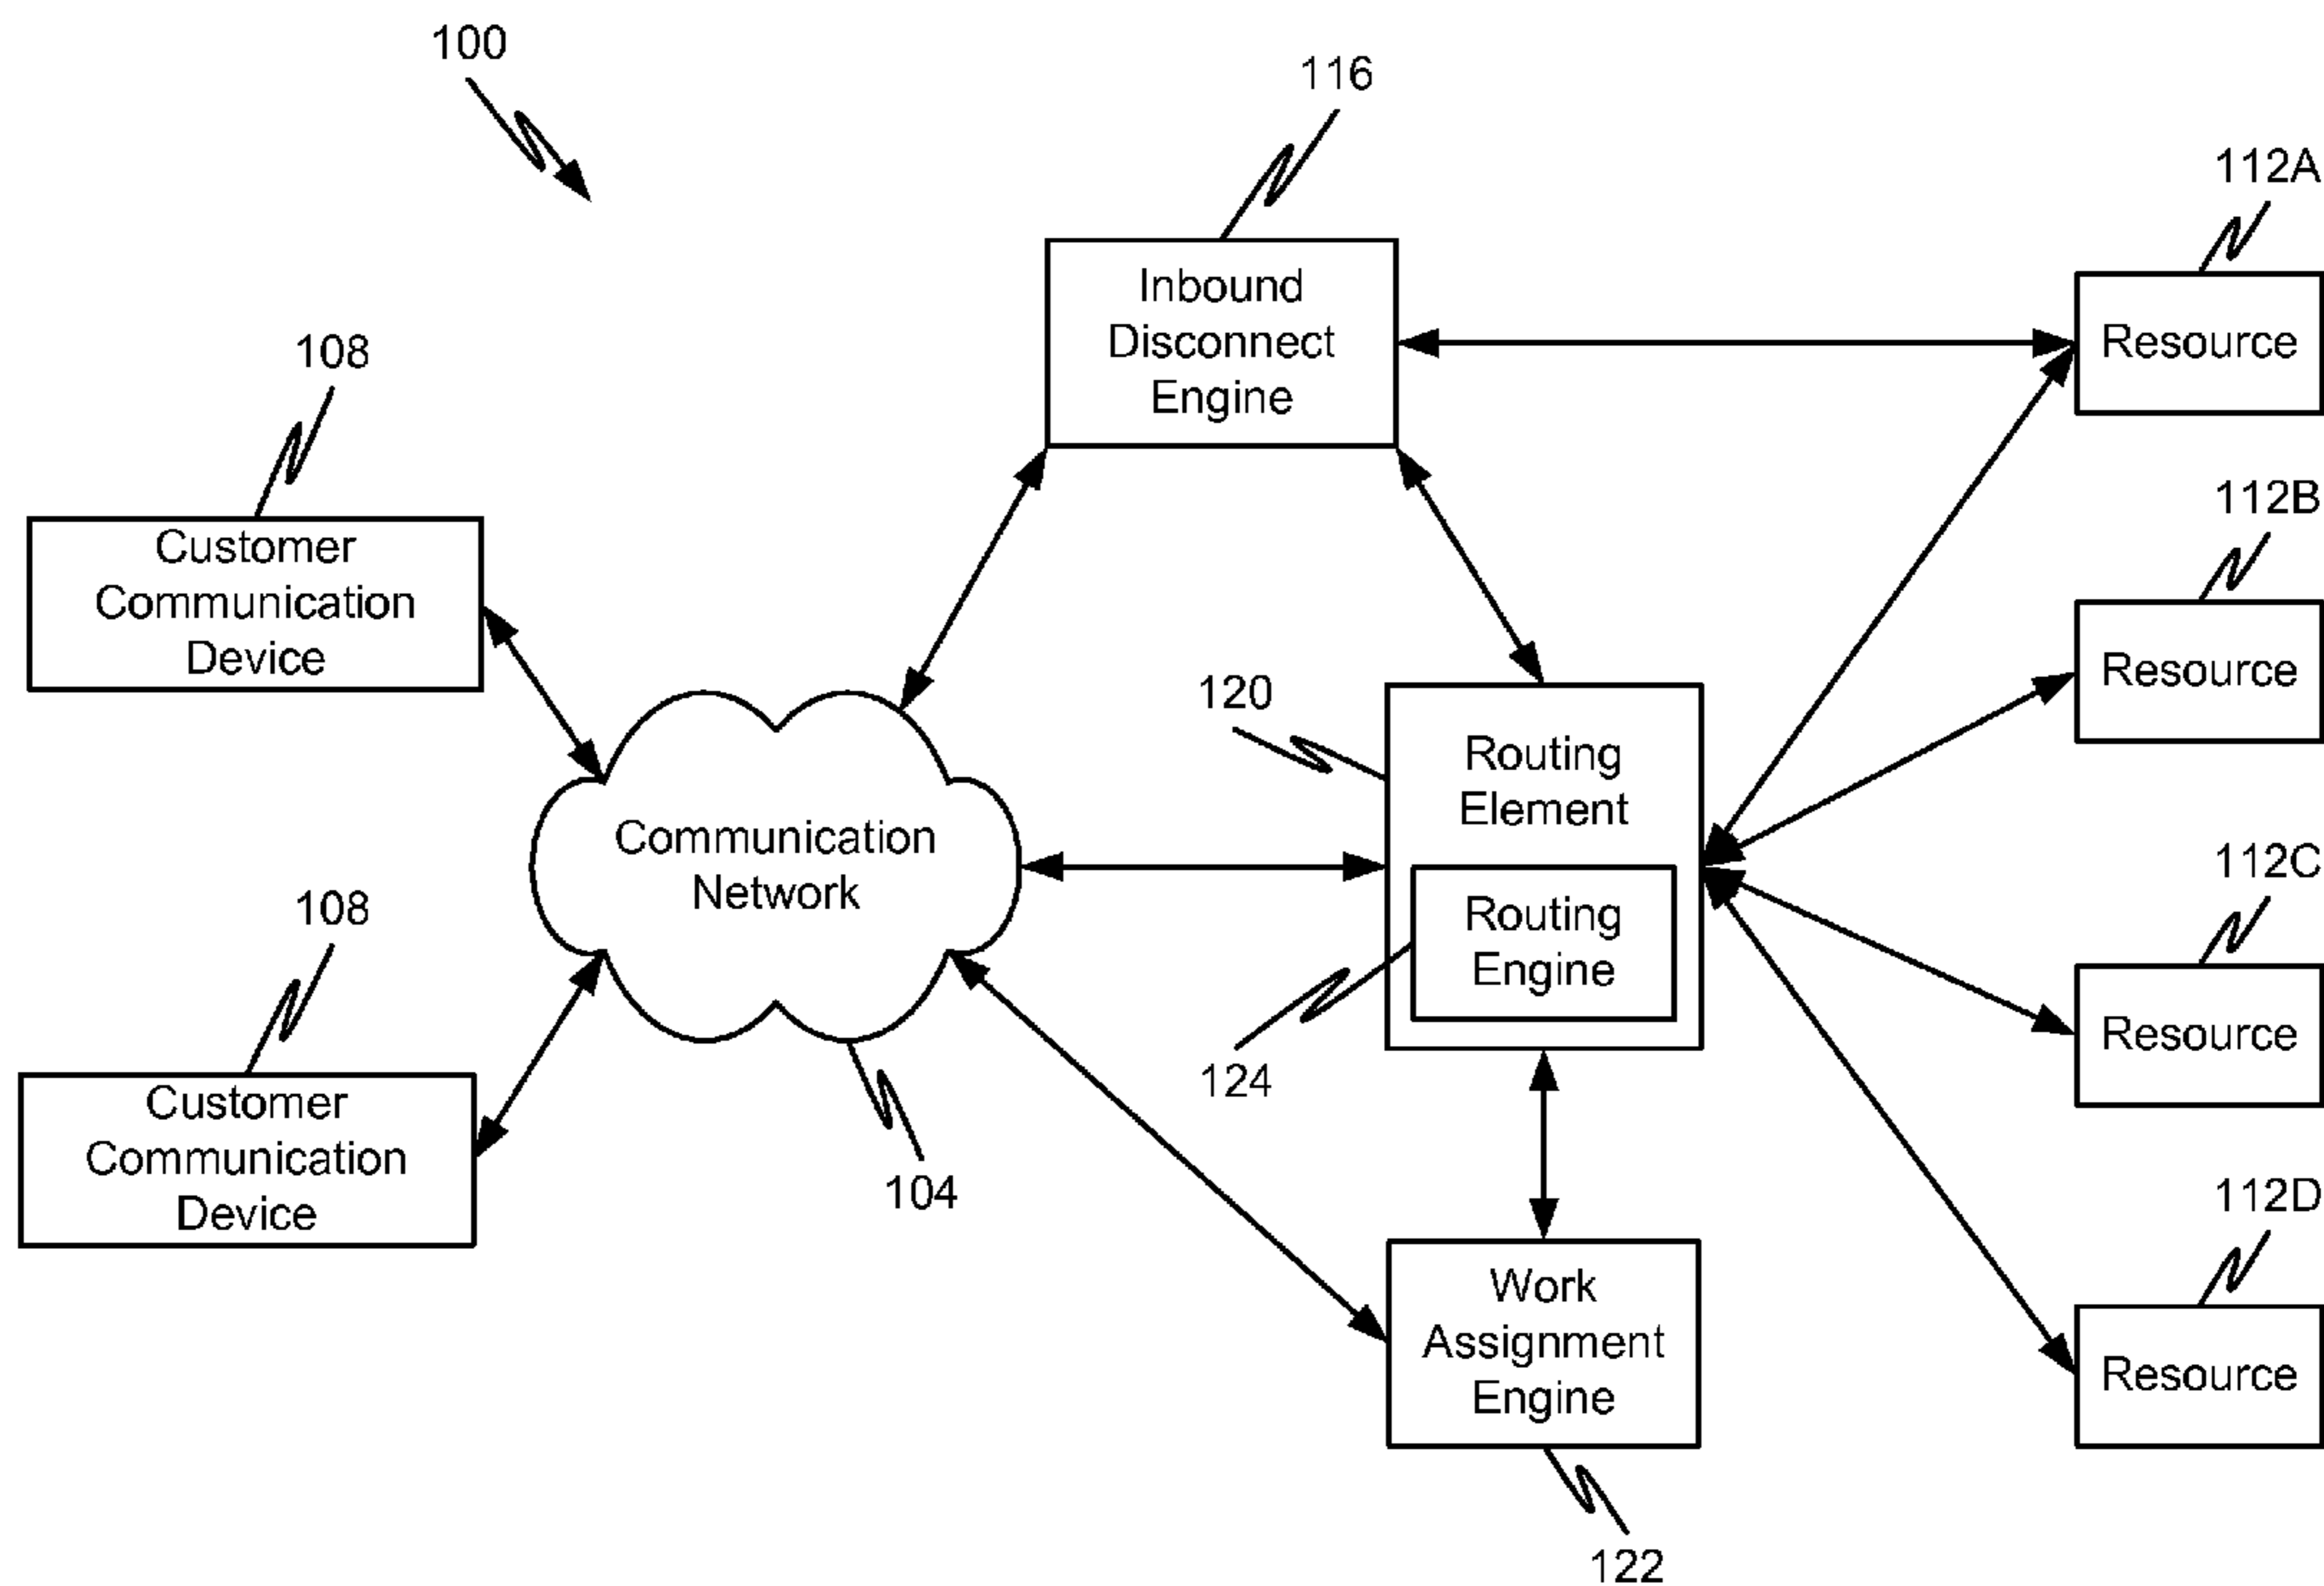 100
116
112A
Inbound
Disconnect
Engine
Resource
108
112B
Customer
Communication
Device
Resource
120
Routing
Element
Communication
Network
112C
108
Routing
Engine
Resource
124
Customer
Communication
Device
104
112D
Work
Assignment
Engine
Resource
122